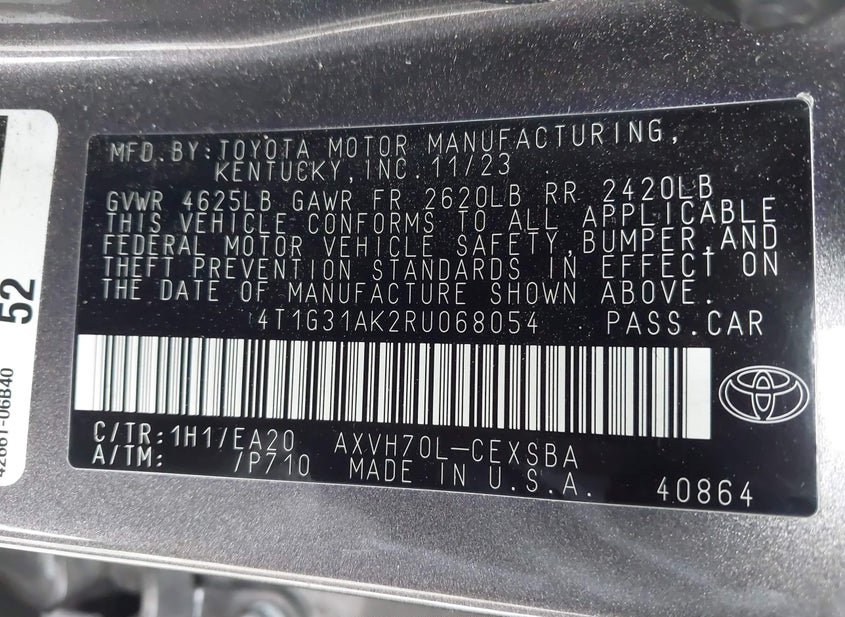 MFD.BY:TOYOTA MOTOR MANUFACTURING,
KENTUCKY,INC.11/23
GVWR 4625LB GAWR FR 2620LB RR 2420LB
THIS VEHICLE CONFORMS TO ALL APPLICABLE
FEDERAL MOTOR VEHICLE SAFETY,BUMPER,AND
THEFT PREVENTION STANDARDS IN EFFECT ON
THE DATE OF MANUFACTURE SHOWN ABOVE.
4T1G31AK2RU068054 PASS.CAR
C/TR:1H1/EA20 AXVH70L-CEXSBA
A/TM: /P710 MADE IN U.S.A. 40864
52
42661-06B40